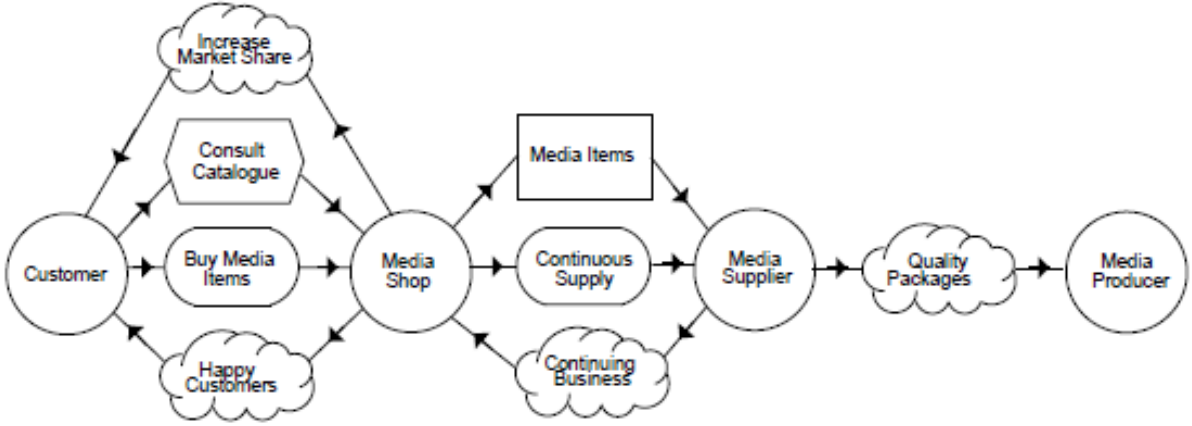 Increase
Market Share
Consult
Catalogue
Media Items
Customer
Buy Media
Items
Media
Shop
Continuous
Supply
Media
Supplier
Quality
Packages
Media
Producer
Happy
Customers
Continuing
Business